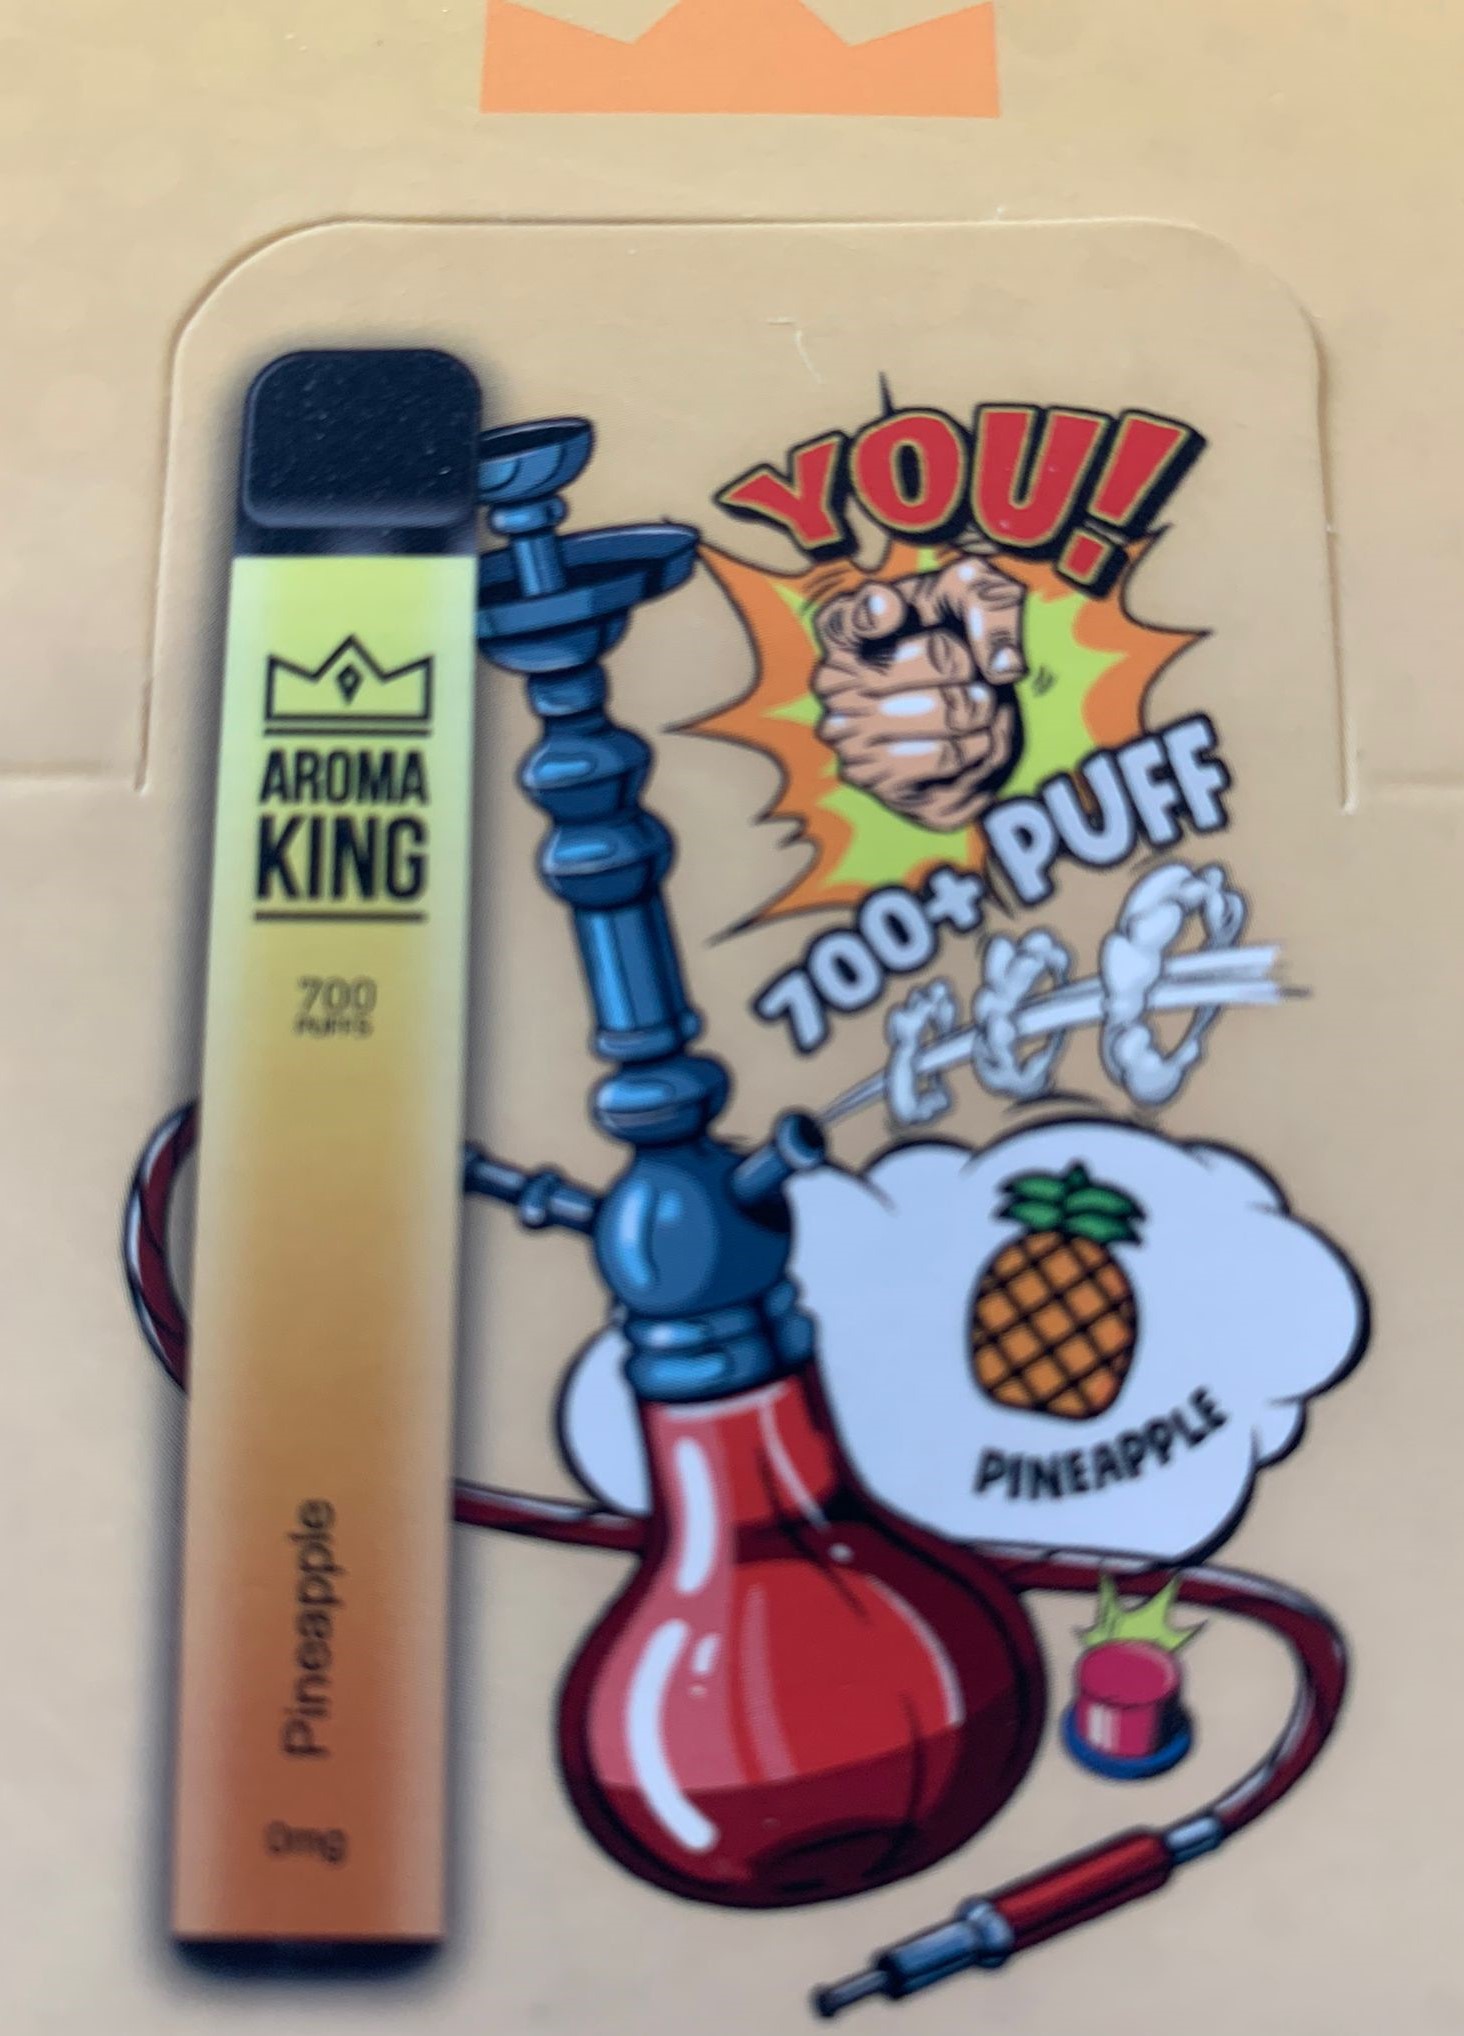 AROMA
KING
700
PUFFS
Pineapple
0mg
YOU!
700+ PUFF
PINEAPPLE